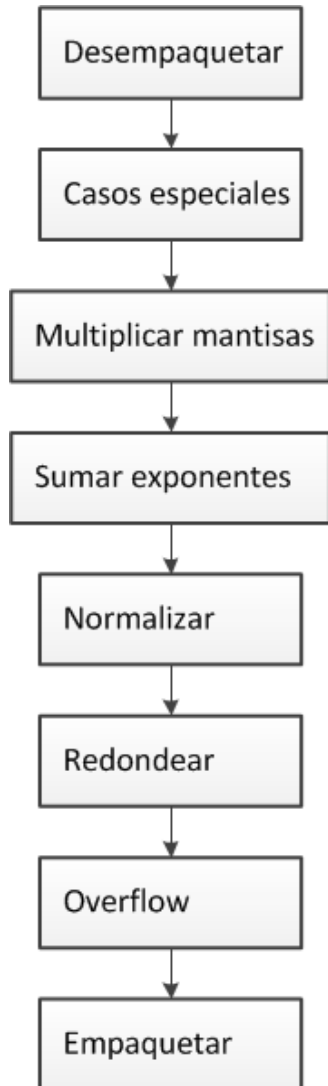 Desempaquetar
Casos especiales
Multiplicar mantisas
Sumar exponentes
Normalizar
Redondear
Overflow
Empaquetar